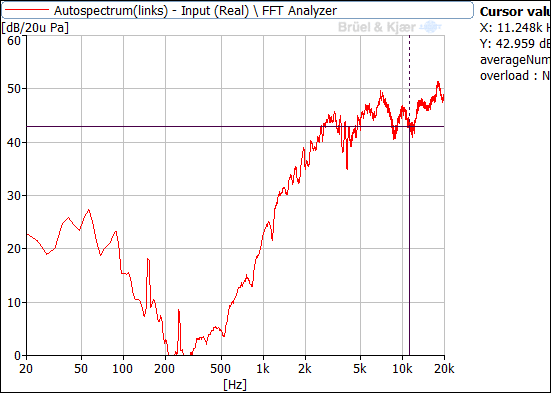 Autospectrum(links) - Input (Real) \ FFT Analyzer
Cursor valu
[dB/20u Pa]
Brüel & Kjær
X: 11.248k H
Y: 42.959 dB
averageNum
overload : N
60
50
40
30
20
10
0
20 50 100 200 500 1k 2k 5k 10k 20k
[Hz]